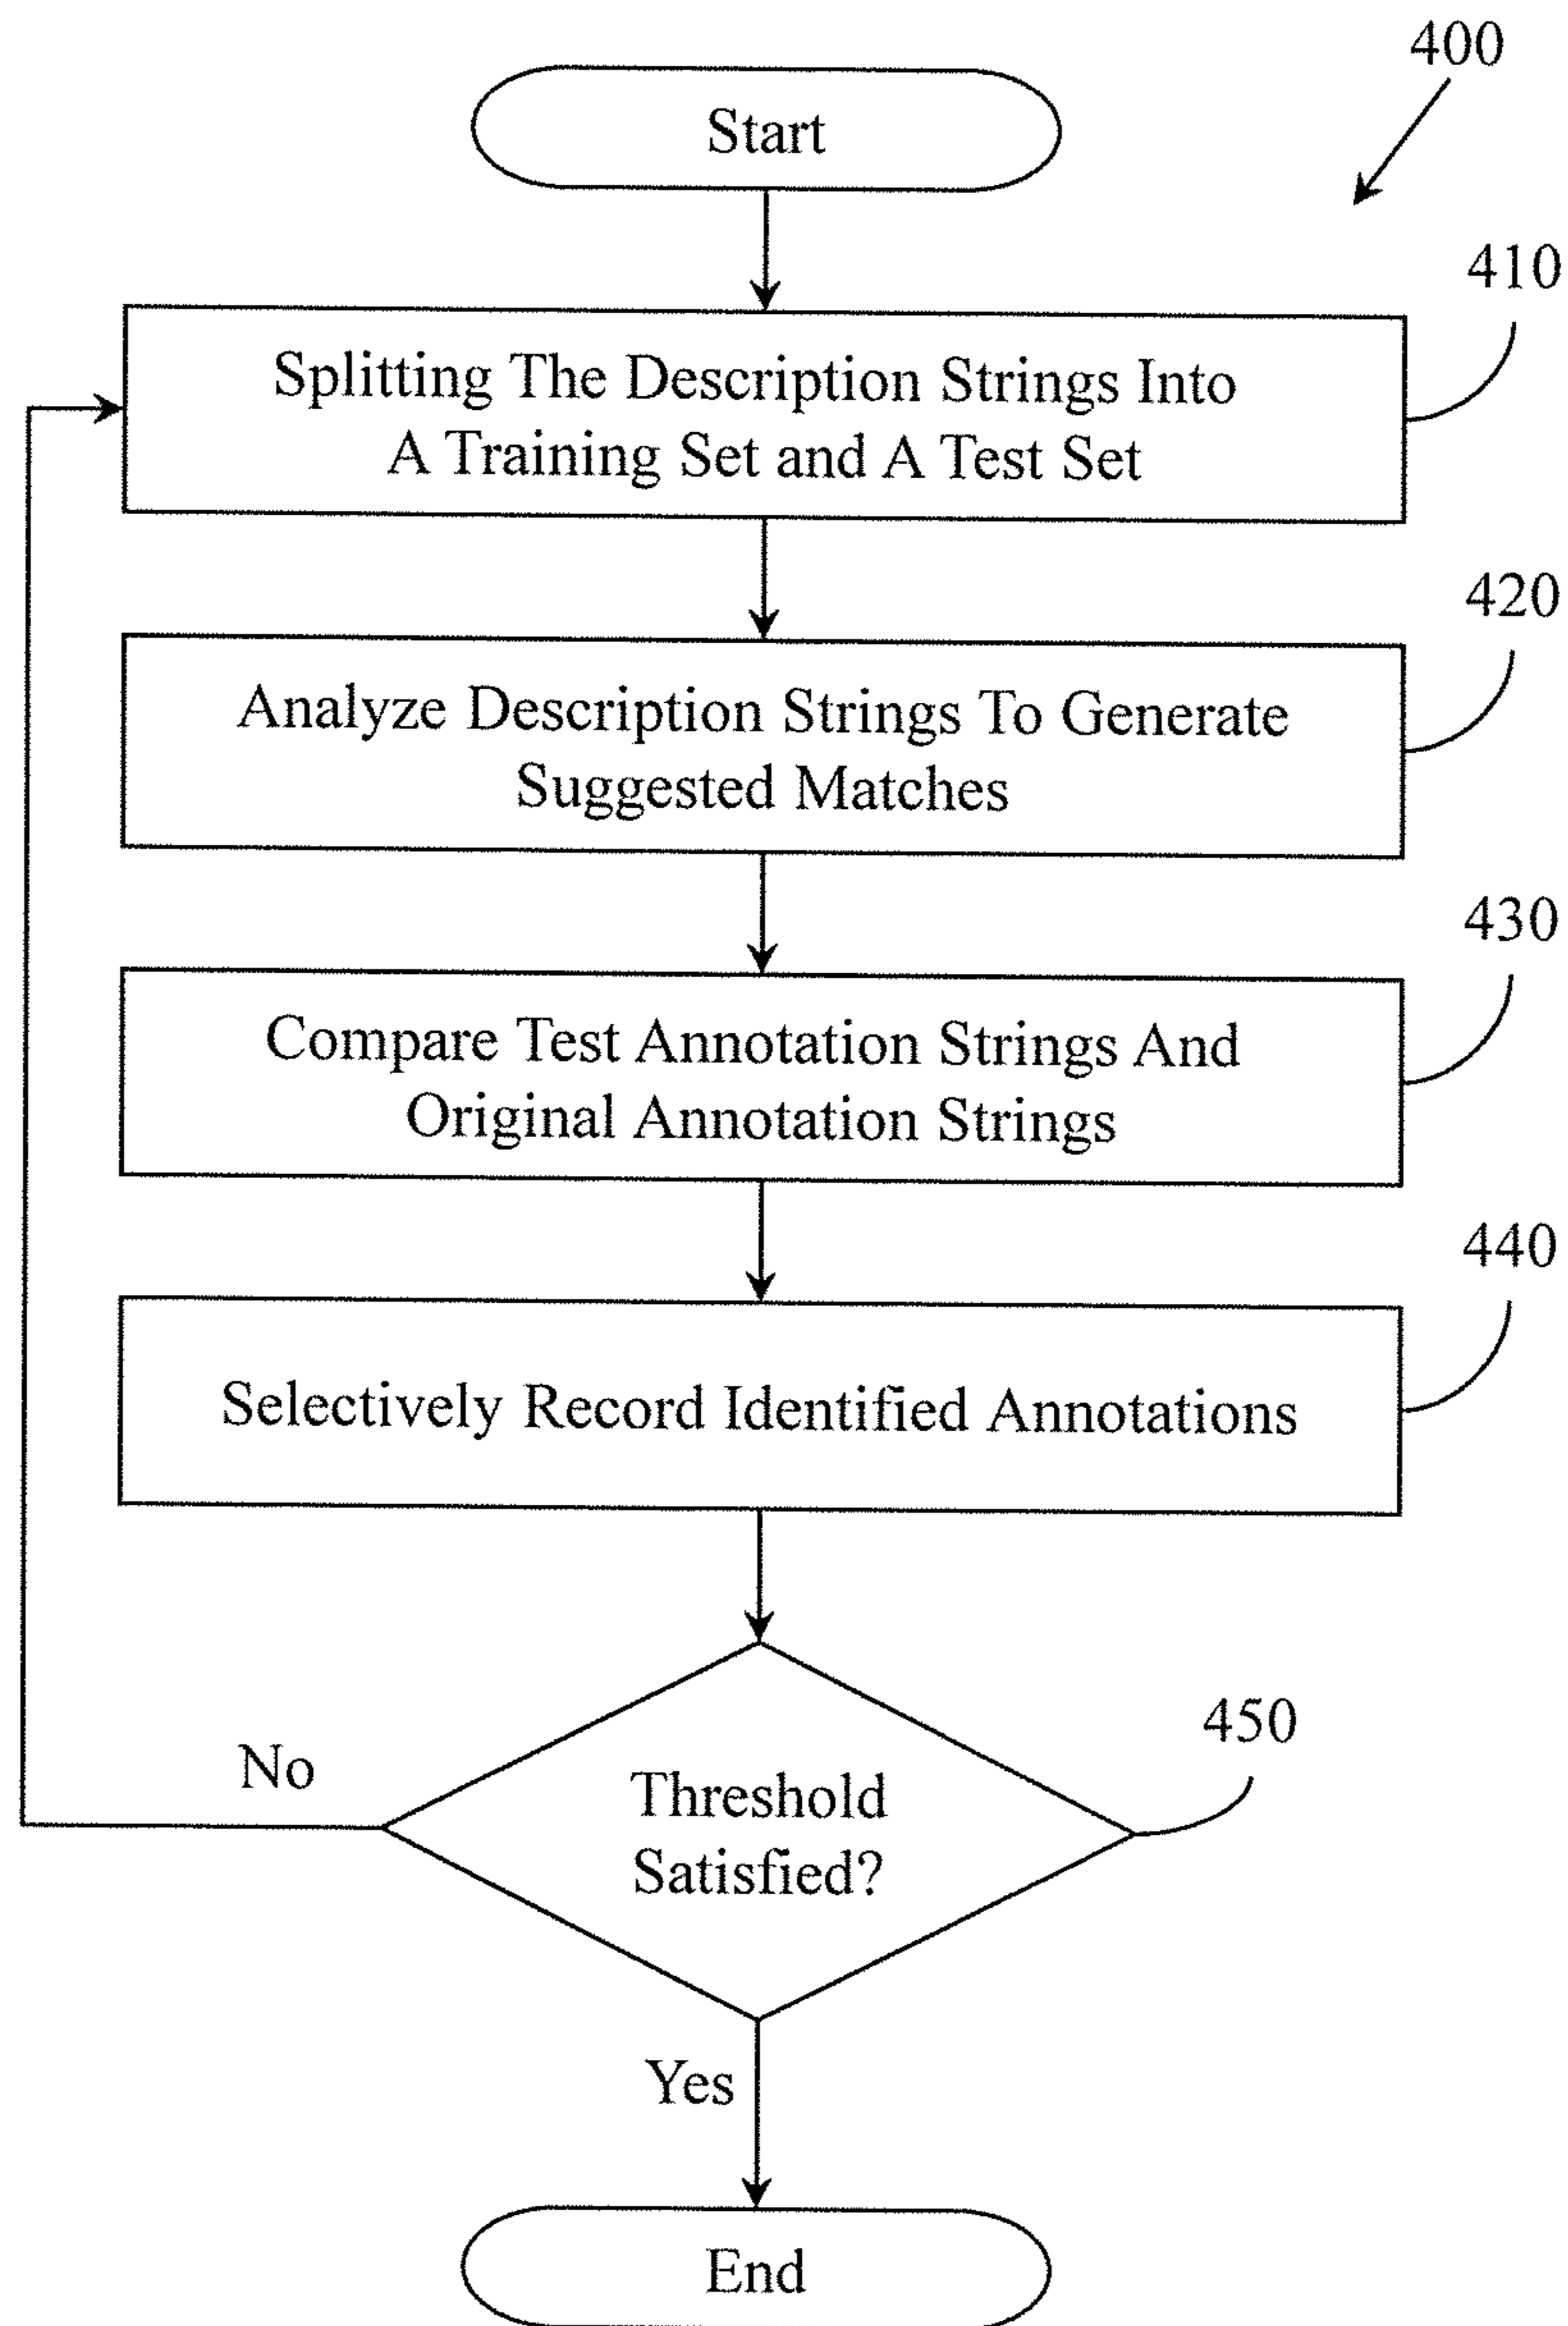 400
Start
410
Splitting The Description Strings Into
A Training Set and A Test Set
420
Analyze Description Strings To Generate
Suggested Matches
430
Compare Test Annotation Strings And
Original Annotation Strings
440
Selectively Record Identified Annotations
450
No
Threshold
Satisfied?
Yes
End